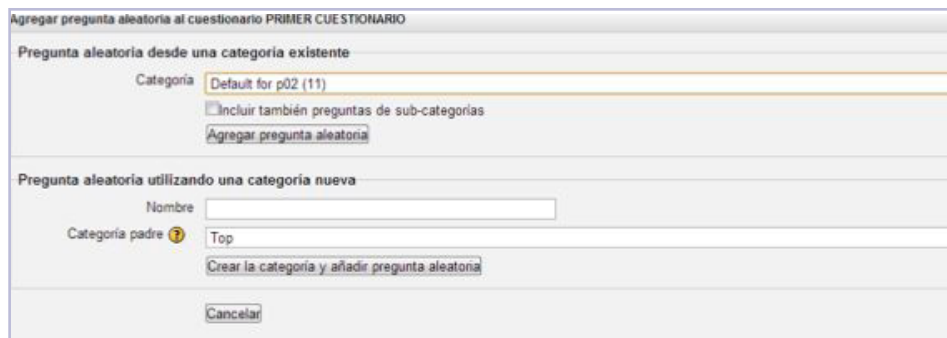 Agregar pregunta aleatoria al cuestionario PRIMER CUESTIONARIO
Pregunta aleatoria desde una categoría existente
Categoría Default for p02 (11)
Incluir también preguntas de sub-categorías
Agregar pregunta aleatoria
Pregunta aleatoria utilizando una categoría nueva
Nombre
Categoría padre ? Top
Crear la categoría y añadir pregunta aleatoria
Cancelar